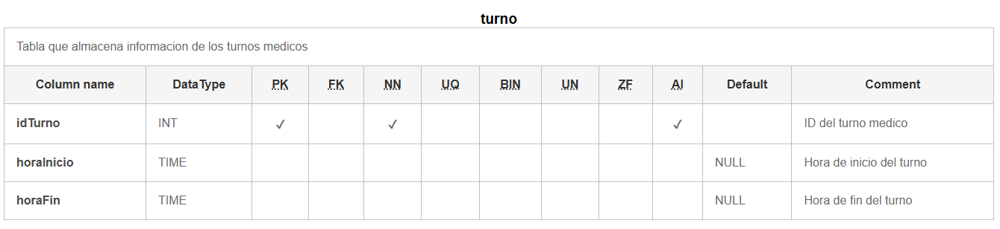 turno
Tabla que almacena informacion de los turnos medicos
Column name DataType PK FK NN UQ BIN UN ZF AI Default Comment
idTurno INT ✓ ✓ ✓ ID del turno medico
horaInicio TIME NULL Hora de inicio del turno
horaFin TIME NULL Hora de fin del turno